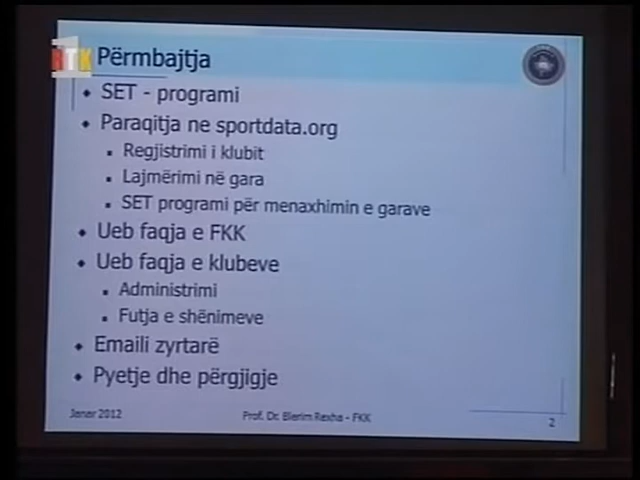 RTK
Përmbajtja
SET - programi
Paraqitja ne sportdata.org
Regjistrimi i klubit
Lajmërimi në gara
SET programi për menaxhimin e garave
Ueb faqja e FKK
Ueb faqja e klubeve
Administrimi
Futja e shënimeve
Emaili zyrtarë
Pyetje dhe përgjigje
Janar 2012
Prof. Dr. Blerim Rexha - FKK
2